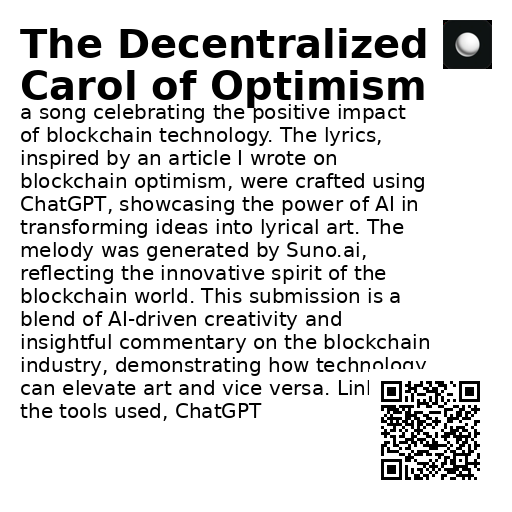 The Decentralized
Carol of Optimism
a song celebrating the positive impact
of blockchain technology. The lyrics,
inspired by an article I wrote on
blockchain optimism, were crafted using
ChatGPT, showcasing the power of AI in
transforming ideas into lyrical art. The
melody was generated by Suno.ai,
reflecting the innovative spirit of the
blockchain world. This submission is a
blend of AI-driven creativity and
insightful commentary on the blockchain
industry, demonstrating how technology
can elevate art and vice versa.
the tools used, ChatGPT